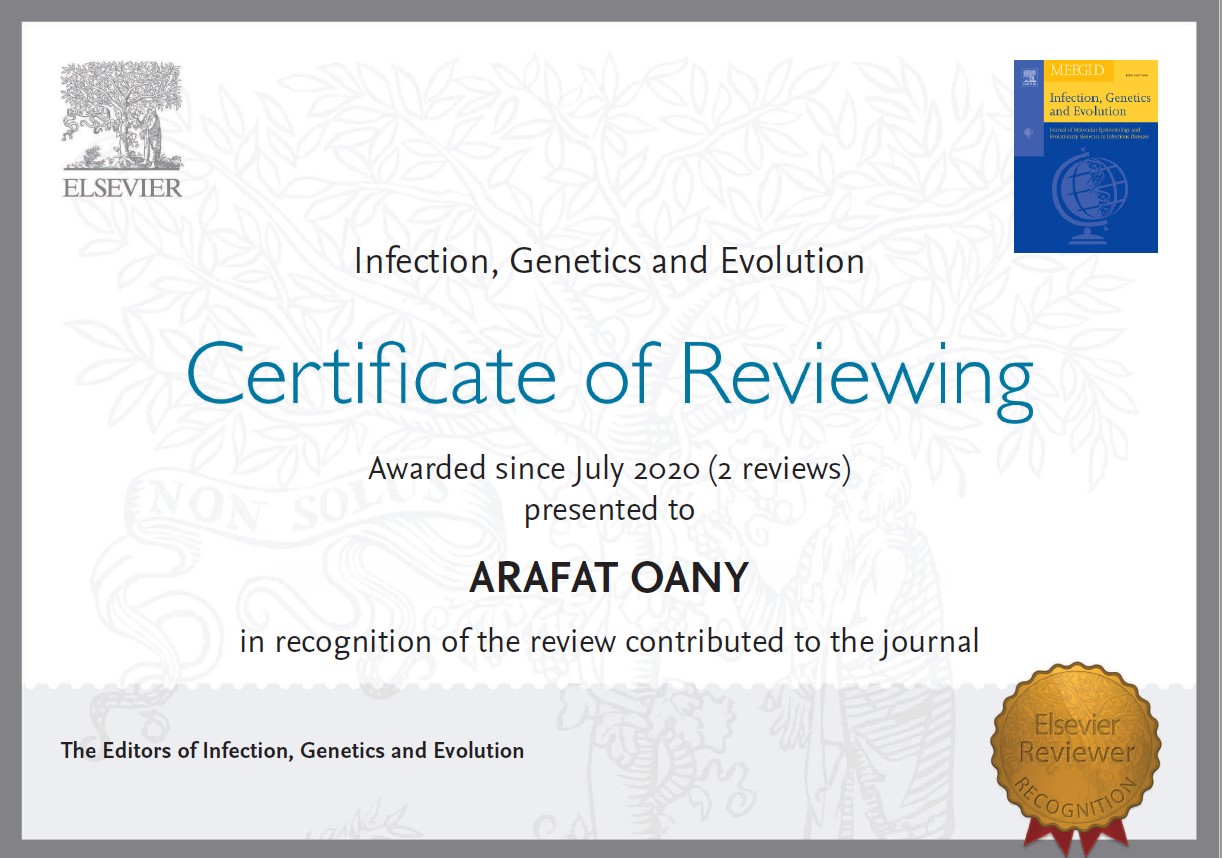 ELSEVIER
MEEGID
Infection, Genetics
and Evolution
Journal of Molecular Epidemiology and
Evolutionary Genetics in Infectious Diseases
Infection, Genetics and Evolution
Certificate of Reviewing
Awarded since July 2020 (2 reviews)
presented to
NON SOLUS
ARAFAT OANY
in recognition of the review contributed to the journal
The Editors of Infection, Genetics and Evolution
Elsevier
Reviewer
RECOGNITION